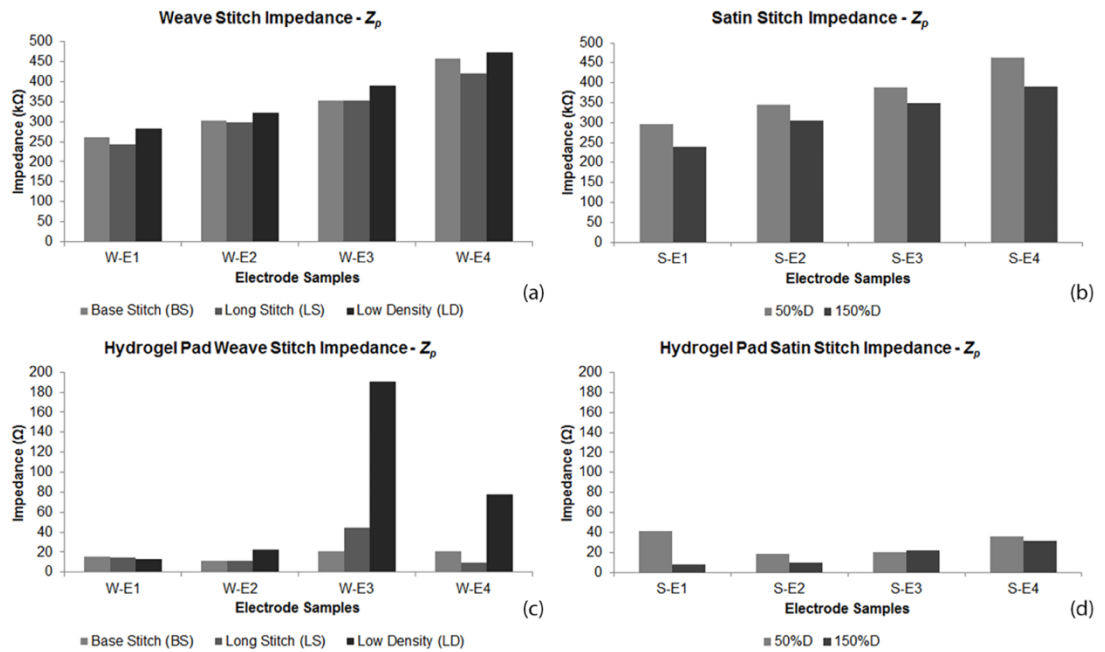 Weave Stitch Impedance - Zp
Impedance (kΩ)
500
450
400
350
300
250
200
150
100
50
0
W-E1 W-E2 W-E3 W-E4
Electrode Samples
Base Stitch (BS) Long Stitch (LS) Low Density (LD)
(a)
Satin Stitch Impedance - Zp
Impedance (kΩ)
500
450
400
350
300
250
200
150
100
50
0
S-E1 S-E2 S-E3 S-E4
Electrode Samples
50%D 150%D
(b)
Hydrogel Pad Weave Stitch Impedance - Zp
Impedance (Ω)
200
180
160
140
120
100
80
60
40
20
0
W-E1 W-E2 W-E3 W-E4
Electrode Samples
Base Stitch (BS) Long Stitch (LS) Low Density (LD)
(c)
Hydrogel Pad Satin Stitch Impedance - Zp
Impedance (Ω)
200
180
160
140
120
100
80
60
40
20
0
S-E1 S-E2 S-E3 S-E4
Electrode Samples
50%D 150%D
(d)